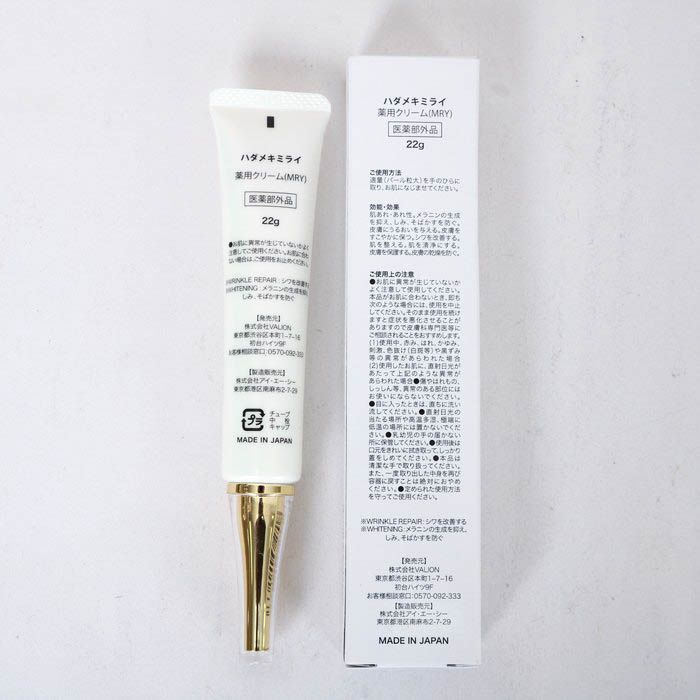 ハダメキミライ
薬用クリーム(MRY)
医薬部外品
22g
●お肌に異常が生じていないかよく
注意してご使用ください。お肌に合わ
ない場合は、ご使用をお止めください。
※WRINKLE REPAIR：シワを改善する
※WHITENING：メラニンの生成を抑え
しみ、そばかすを防ぐ
【発売元】
株式会社VALION
東京都渋谷区本町1−7−16
初台ハイツ9F
お客様相談窓口：0570-092-333
【製造販売元】
株式会社アイ・エー・シー
東京都港区南麻布2-7-29
プラ
チューブ
中栓
キャップ
MADE IN JAPAN
ハダメキミライ
薬用クリーム(MRY)
医薬部外品
22g
ご使用方法
適量（パール粒大）を手のひらに
取り、お肌になじませてください。
効能・効果
肌あれ・あれ性。メラニンの生成
を抑え、しみ、そばかすを防ぐ。
皮膚にうるおいを与える。皮膚を
すこやかに保つ。シワを改善する。
肌を整える。肌を清浄にする。
皮膚を保護する。皮膚の乾燥を防ぐ。
ご使用上の注意
●お肌に異常が生じていないか
よく注意して使用してください。
本品がお肌に合わないとき、即ち
次のような場合には、使用を中止
してください。そのまま使用を続け
ますと症状を悪化させることが
ありますので皮膚科専門医等に
ご相談されることをおすすめします。
(1)使用中、赤み、はれ、かゆみ、
刺激、色抜け(白斑等)や黒ずみ
等の異常があらわれた場合
(2)使用したお肌に、直射日光が
あたって上記のような異常が
あらわれた場合●傷やはれもの、
しっしん等、異常のある部位には
お使いにならないでください。
●目に入ったときは、直ちに洗い
流してください。●直射日光の
当たる場所や高温多湿、極端に
低温の場所には置かないでくだ
さい。●乳幼児の手の届かない
所に保管してください。●使用後は
口元をきれいに拭き取って、しっかり
蓋をしめてください。●本品は
清潔な手で取り扱ってください。
また、一度取り出した中身を再び
容器に戻すことは絶対におやめ
ください。●定められた使用方法
を守ってご使用ください。
※WRINKLE REPAIR：シワを改善する
※WHITENING：メラニンの生成を抑え、
しみ、そばかすを防ぐ
【発売元】
株式会社VALION
東京都渋谷区本町1−7−16
初台ハイツ9F
お客様相談窓口：0570-092-333
【製造販売元】
株式会社アイ・エー・シー
東京都港区南麻布2-7-29
MADE IN JAPAN